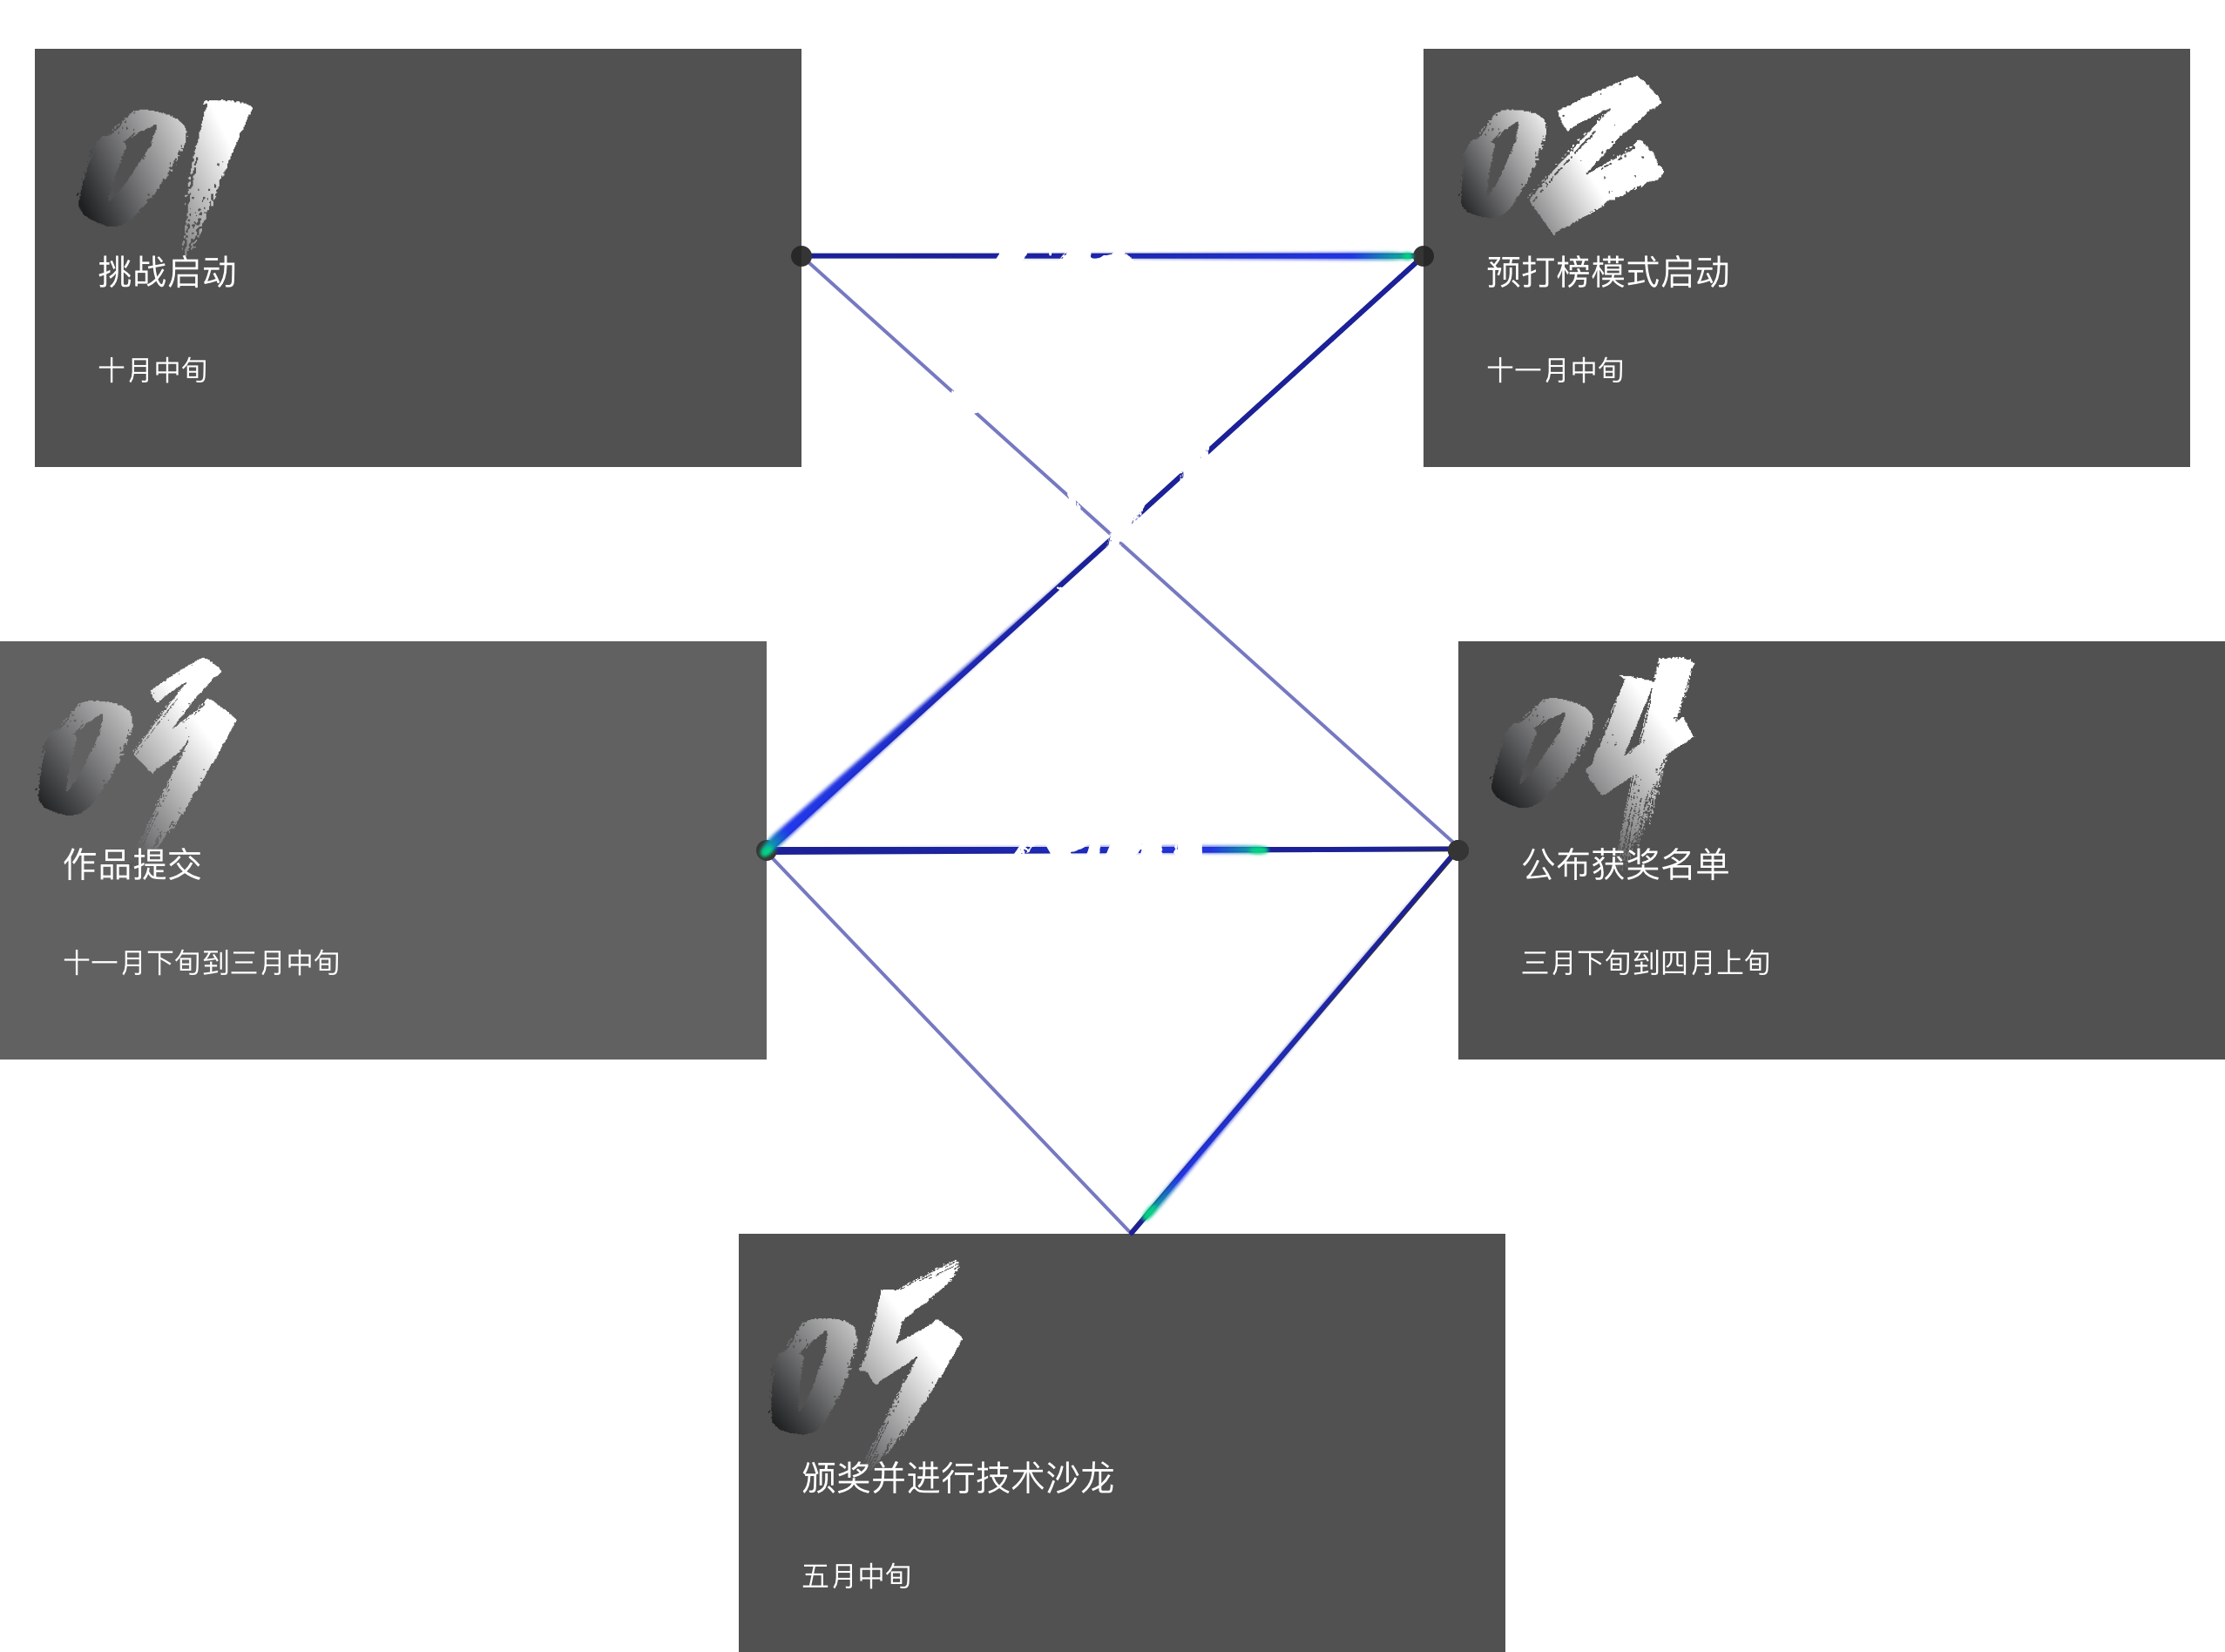 01
挑战启动
十月中旬
02
预打榜模式启动
十一月中旬
03
作品提交
十一月下旬到三月中旬
04
公布获奖名单
三月下旬到四月上旬
05
颁奖并进行技术沙龙
五月中旬